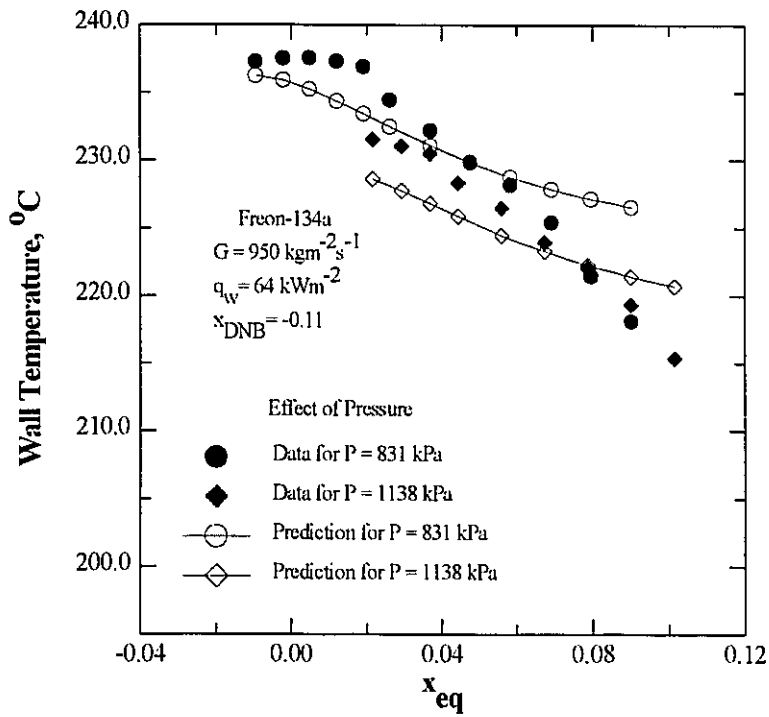 240.0
230.0
220.0
210.0
200.0
Wall Temperature, ⁰C
Freon-134a
G = 950 kgm⁻²s⁻¹
q_w = 64 kWm⁻²
x_DNB = -0.11
Effect of Pressure
Data for P = 831 kPa
Data for P = 1138 kPa
Prediction for P = 831 kPa
Prediction for P = 1138 kPa
-0.04 0.00 0.04 0.08 0.12
x_eq